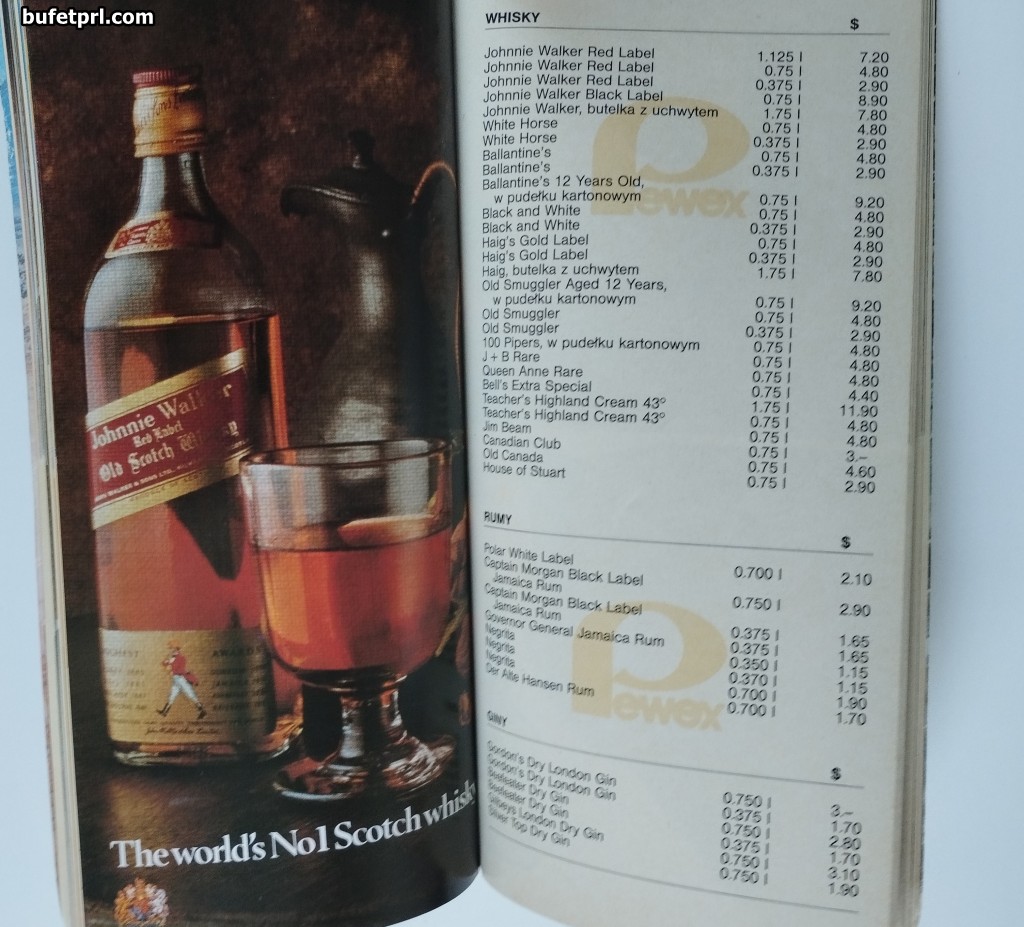 bufetprl.com
Johnnie Walker
Red Label
Old Scotch Whisky
The world's No1 Scotch whisky
WHISKY $
Johnnie Walker Red Label 1.125 l 7.20
Johnnie Walker Red Label 0.75 l 4.80
Johnnie Walker Red Label 0.375 l 2.90
Johnnie Walker Black Label 0.75 l 8.90
Johnnie Walker, butelka z uchwytem 1.75 l 7.80
White Horse 0.75 l 4.80
White Horse 0.375 l 2.90
Ballantine's 0.75 l 4.80
Ballantine's 0.375 l 2.90
Ballantine's 12 Years Old,
w pudełku kartonowym 0.75 l 9.20
Black and White 0.75 l 4.80
Black and White 0.375 l 2.90
Haig's Gold Label 0.75 l 4.80
Haig's Gold Label 0.375 l 2.90
Haig, butelka z uchwytem 1.75 l 7.80
Old Smuggler Aged 12 Years,
w pudełku kartonowym 0.75 l 9.20
Old Smuggler 0.75 l 4.80
Old Smuggler 0.375 l 2.90
100 Pipers, w pudełku kartonowym 0.75 l 4.80
J + B Rare 0.75 l 4.80
Queen Anne Rare 0.75 l 4.80
Bell's Extra Special 0.75 l 4.40
Teacher's Highland Cream 43° 1.75 l 11.90
Teacher's Highland Cream 43° 0.75 l 4.80
Jim Beam 0.75 l 4.80
Canadian Club 0.75 l 3.–
Old Canada 0.75 l 4.60
House of Stuart 0.75 l 2.90
Pewex
RUMY $
Polar White Label 0.700 l 2.10
Captain Morgan Black Label
Jamaica Rum 0.750 l 2.90
Captain Morgan Black Label
Jamaica Rum 0.375 l 1.65
Governor General Jamaica Rum 0.375 l 1.65
Negrita 0.350 l 1.15
Negrita 0.370 l 1.15
Negrita 0.700 l 1.90
Der Alte Hansen Rum 0.700 l 1.70
Pewex
GINY $
Gordon's Dry London Gin 0.750 l 3.–
Gordon's Dry London Gin 0.375 l 1.70
Beefeater Dry Gin 0.750 l 2.80
Beefeater Dry Gin 0.375 l 1.70
Gilbeys London Dry Gin 0.750 l 3.10
Silver Top Dry Gin 0.750 l 1.90